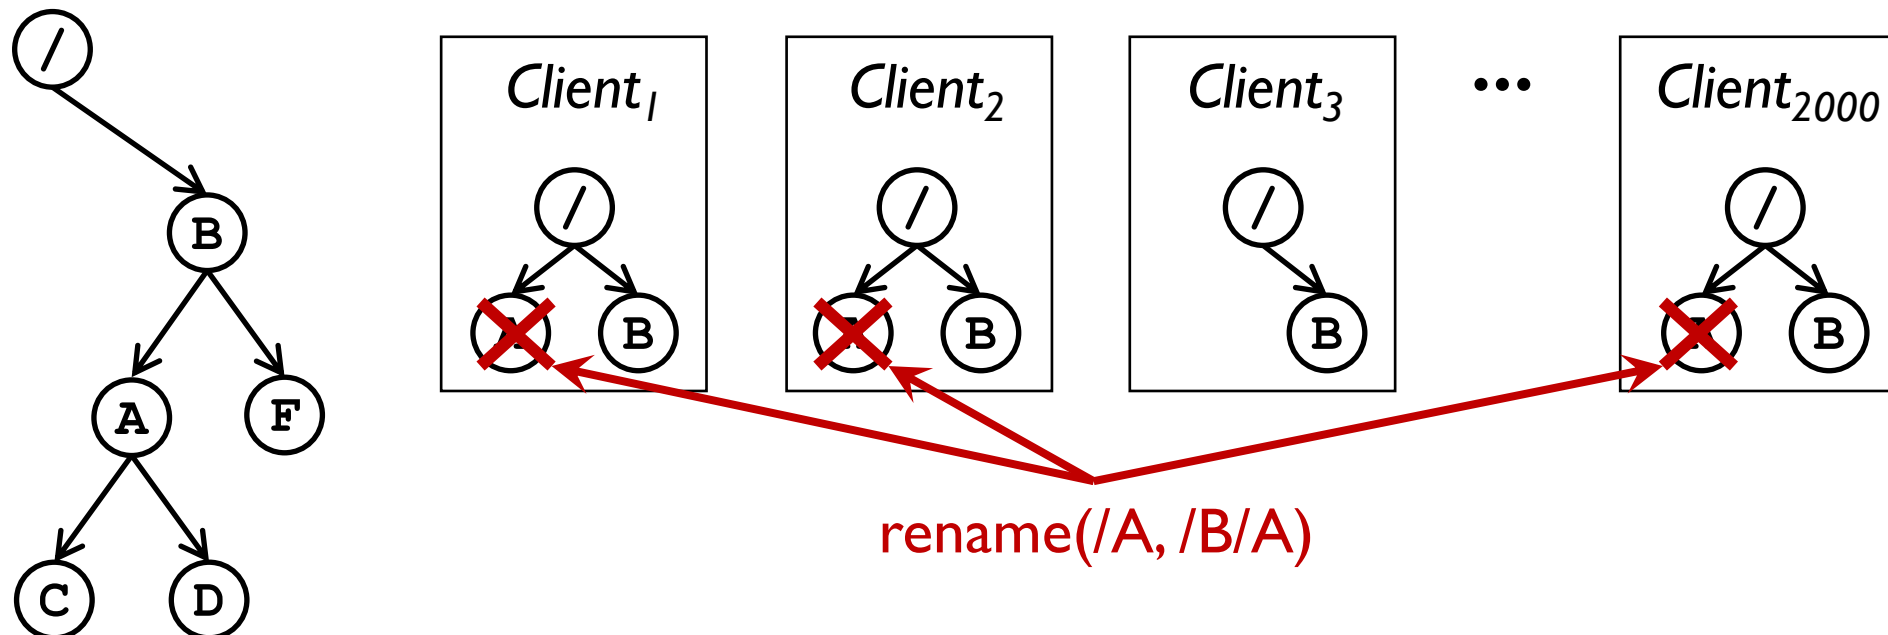 /
B
A F
C D
Client1 Client2 Client3 ... Client2000
/ / / /
B B B B
rename(/A, /B/A)